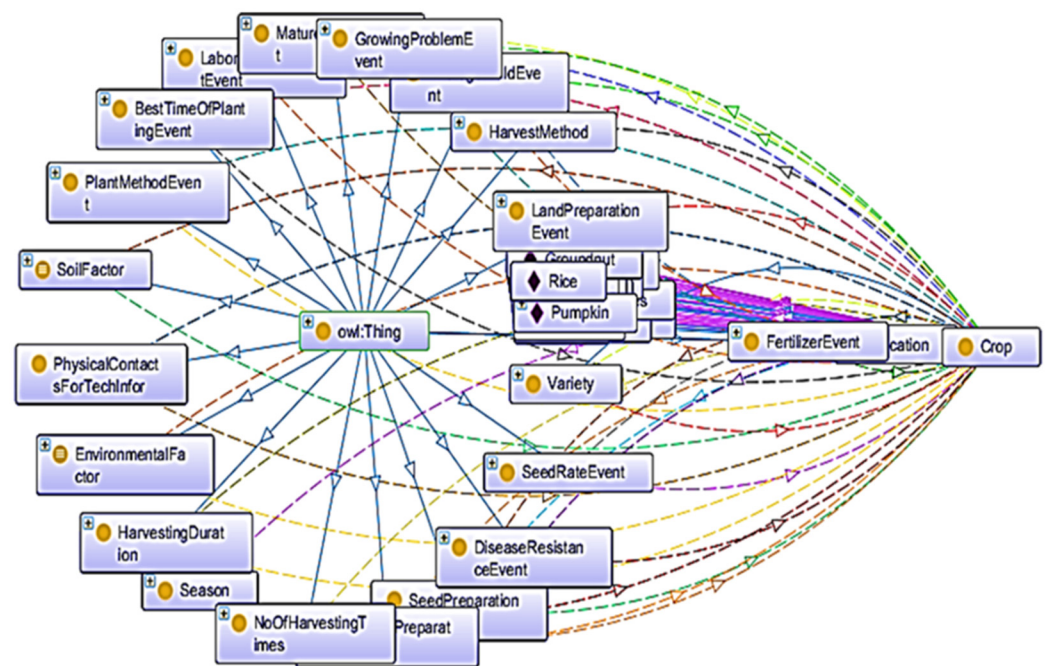 Mature
t
GrowingProblemE
vent
Labor
tEvent
ldEve
nt
BestTimeOfPlant
ingEvent
HarvestMethod
PlantMethodEven
t
LandPreparation
Event
SoilFactor
Groundnut
Rice
Pumpkin
owl:Thing
FertilizerEvent
cation
Crop
PhysicalContact
sForTechInfor
Variety
EnvironmentalFa
ctor
SeedRateEvent
HarvestingDurat
ion
DiseaseResistan
ceEvent
Season
SeedPreparation
NoOfHarvestingT
imes
Preparat